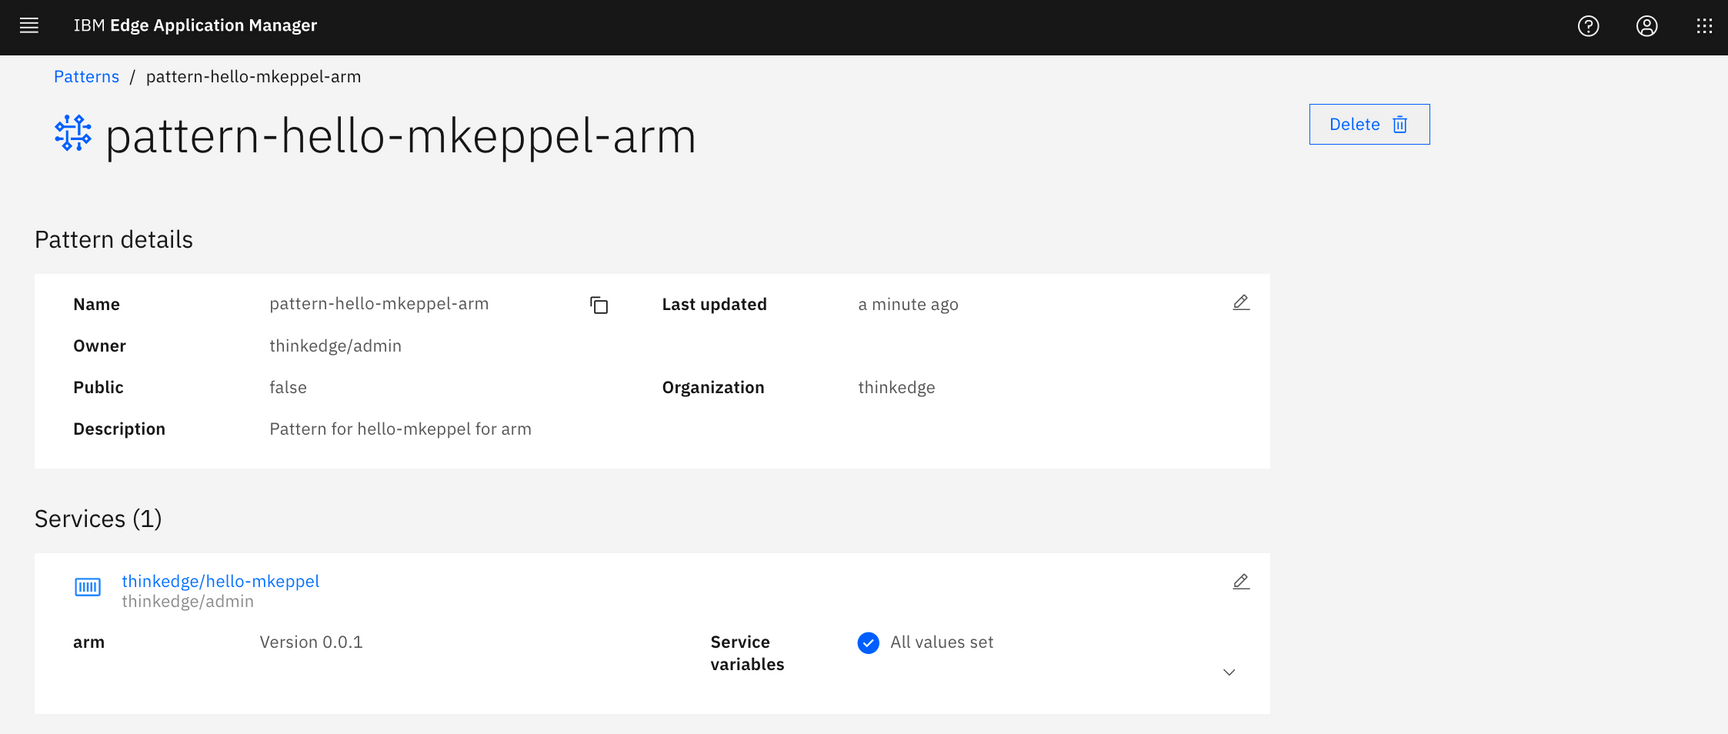 IBM Edge Application Manager
Patterns / pattern-hello-mkeppel-arm
pattern-hello-mkeppel-arm
Delete
Pattern details
Name pattern-hello-mkeppel-arm Last updated a minute ago
Owner thinkedge/admin
Public false Organization thinkedge
Description Pattern for hello-mkeppel for arm
Services (1)
thinkedge/hello-mkeppel
thinkedge/admin
arm Version 0.0.1 Service variables All values set